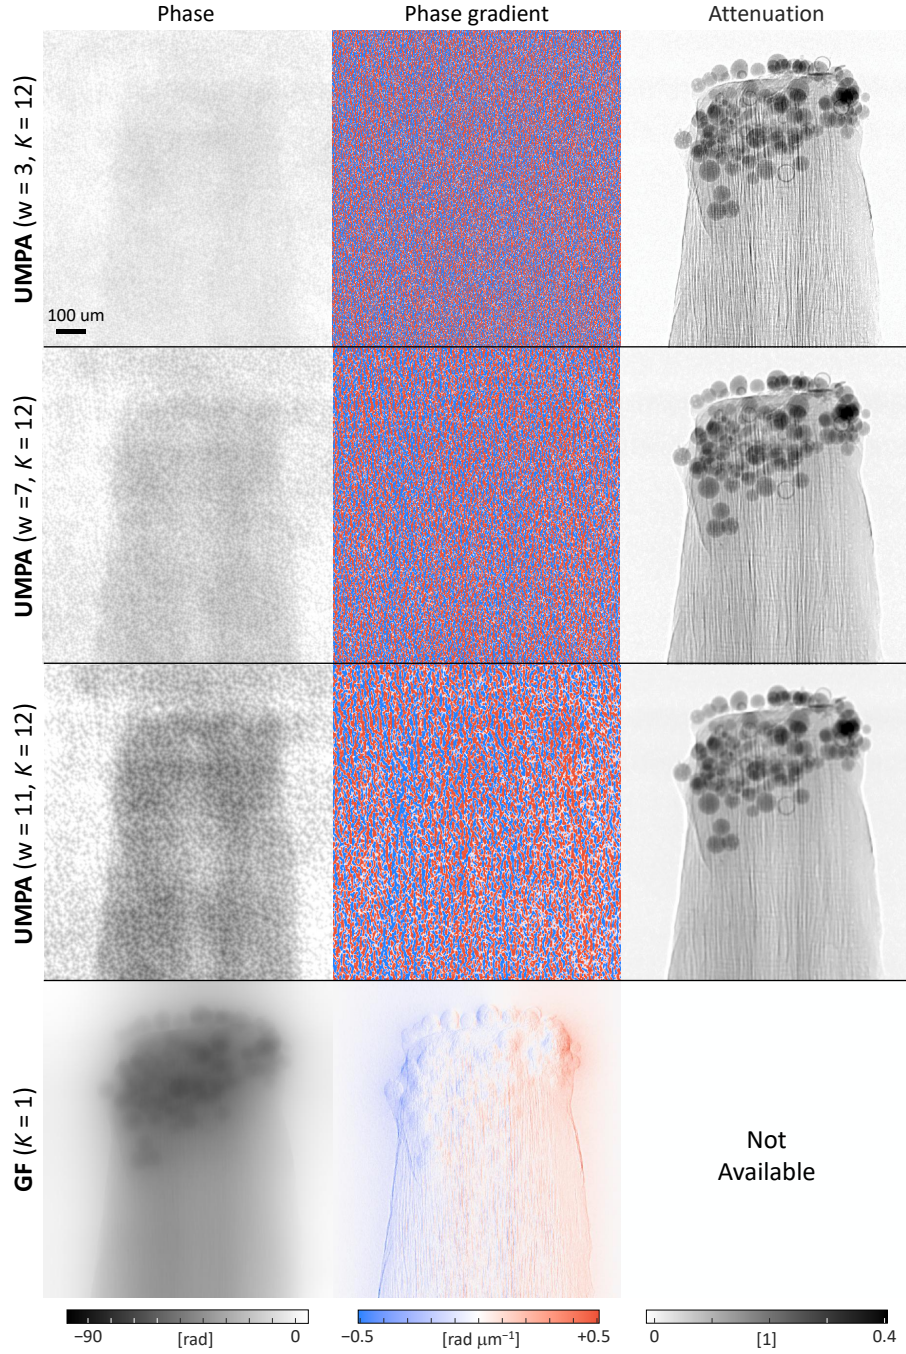 Phase
Phase gradient
Attenuation
UMPA (w = 3, K = 12)
100 um
UMPA (w =7, K = 12)
UMPA (w = 11, K = 12)
GF (K = 1)
Not
Available
−90 [rad] 0
−0.5 [rad μm⁻¹] +0.5
0 [1] 0.4